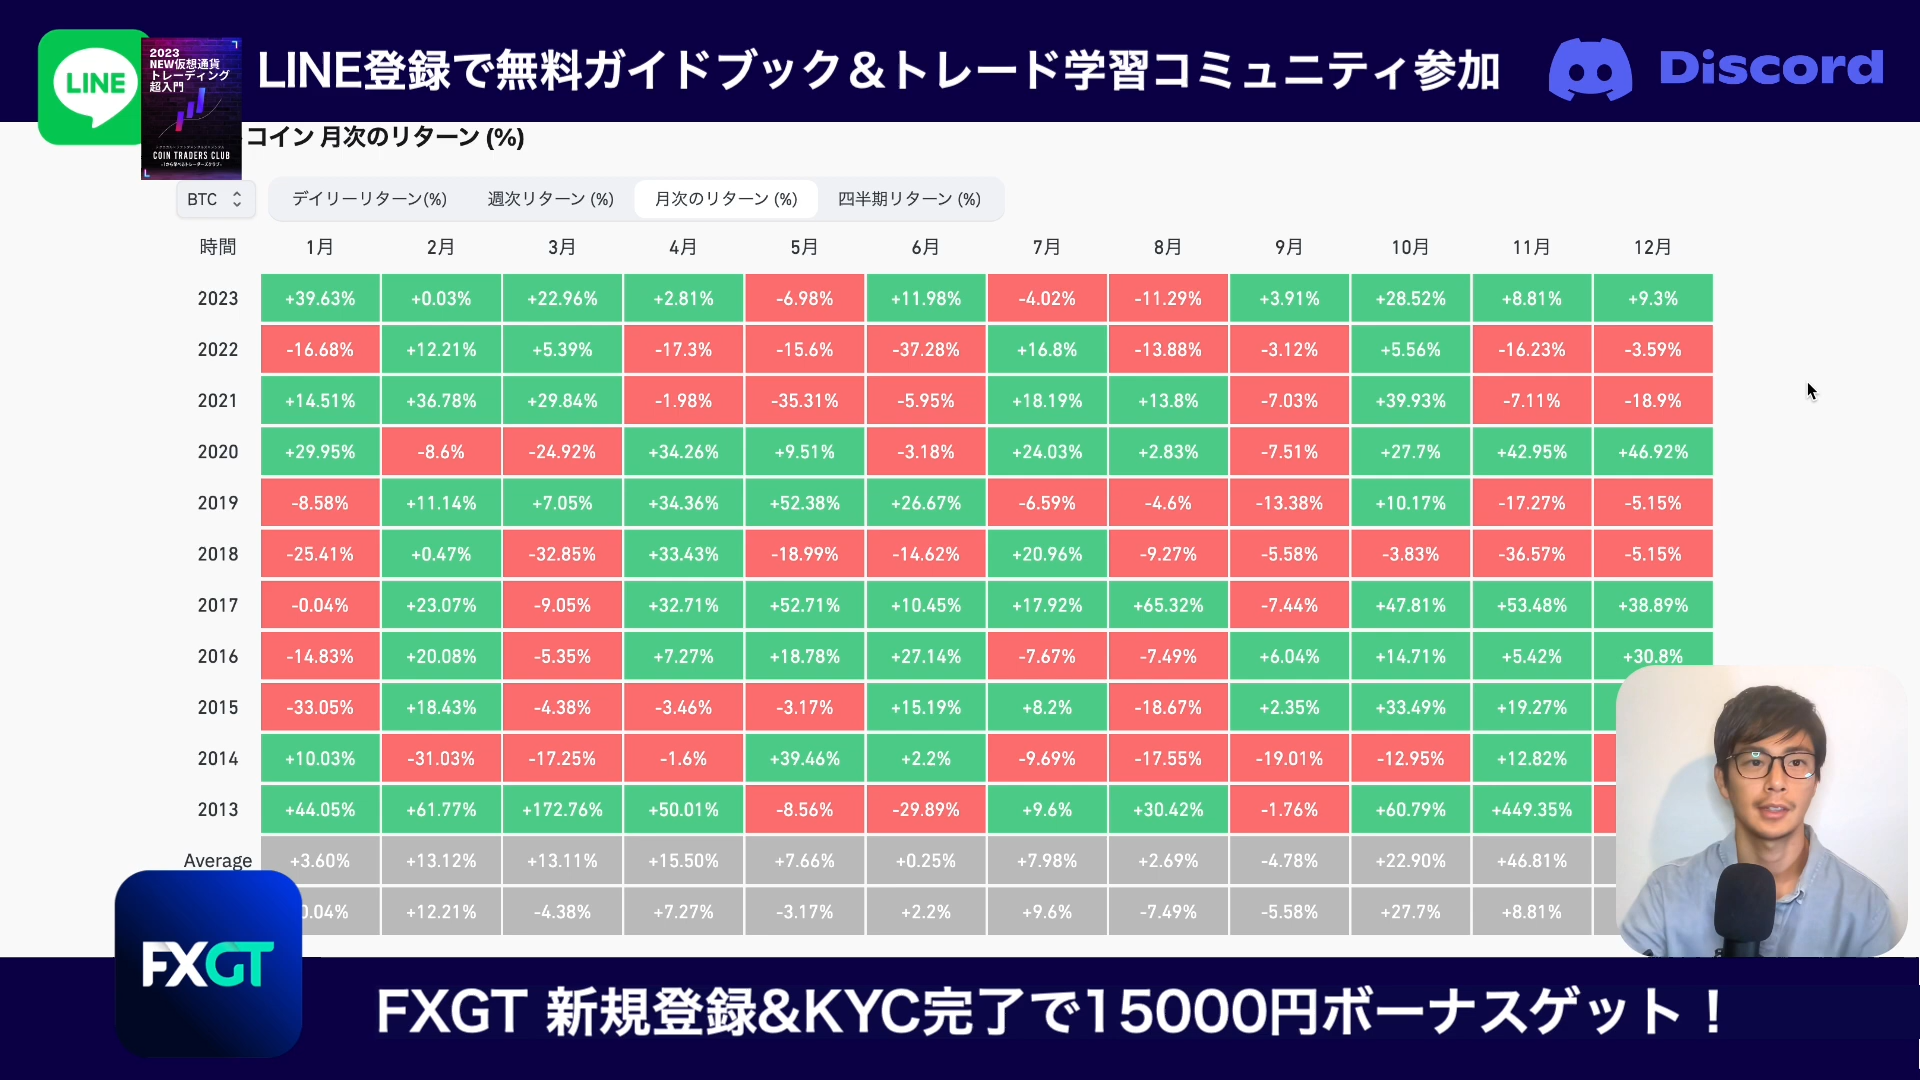 LINE
2023
NEW仮想通貨
トレーディング
超入門
COIN TRADERS CLUB
LINE登録で無料ガイドブック＆トレード学習コミュニティ参加
Discord
コイン 月次のリターン (%)
BTC デイリーリターン(%) 週次リターン (%) 月次のリターン (%) 四半期リターン (%)
時間 1月 2月 3月 4月 5月 6月 7月 8月 9月 10月 11月 12月
2023 +39.63% +0.03% +22.96% +2.81% -6.98% +11.98% -4.02% -11.29% +3.91% +28.52% +8.81% +9.3%
2022 -16.68% +12.21% +5.39% -17.3% -15.6% -37.28% +16.8% -13.88% -3.12% +5.56% -16.23% -3.59%
2021 +14.51% +36.78% +29.84% -1.98% -35.31% -5.95% +18.19% +13.8% -7.03% +39.93% -7.11% -18.9%
2020 +29.95% -8.6% -24.92% +34.26% +9.51% -3.18% +24.03% +2.83% -7.51% +27.7% +42.95% +46.92%
2019 -8.58% +11.14% +7.05% +34.36% +52.38% +26.67% -6.59% -4.6% -13.38% +10.17% -17.27% -5.15%
2018 -25.41% +0.47% -32.85% +33.43% -18.99% -14.62% +20.96% -9.27% -5.58% -3.83% -36.57% -5.15%
2017 -0.04% +23.07% -9.05% +32.71% +52.71% +10.45% +17.92% +65.32% -7.44% +47.81% +53.48% +38.89%
2016 -14.83% +20.08% -5.35% +7.27% +18.78% +27.14% -7.67% -7.49% +6.04% +14.71% +5.42% +30.8%
2015 -33.05% +18.43% -4.38% -3.46% -3.17% +15.19% +8.2% -18.67% +2.35% +33.49% +19.27%
2014 +10.03% -31.03% -17.25% -1.6% +39.46% +2.2% -9.69% -17.55% -19.01% -12.95% +12.82%
2013 +44.05% +61.77% +172.76% +50.01% -8.56% -29.89% +9.6% +30.42% -1.76% +60.79% +449.35%
Average +3.60% +13.12% +13.11% +15.50% +7.66% +0.25% +7.98% +2.69% -4.78% +22.90% +46.81%
0.04% +12.21% -4.38% +7.27% -3.17% +2.2% +9.6% -7.49% -5.58% +27.7% +8.81%
FXGT
FXGT 新規登録&KYC完了で15000円ボーナスゲット！